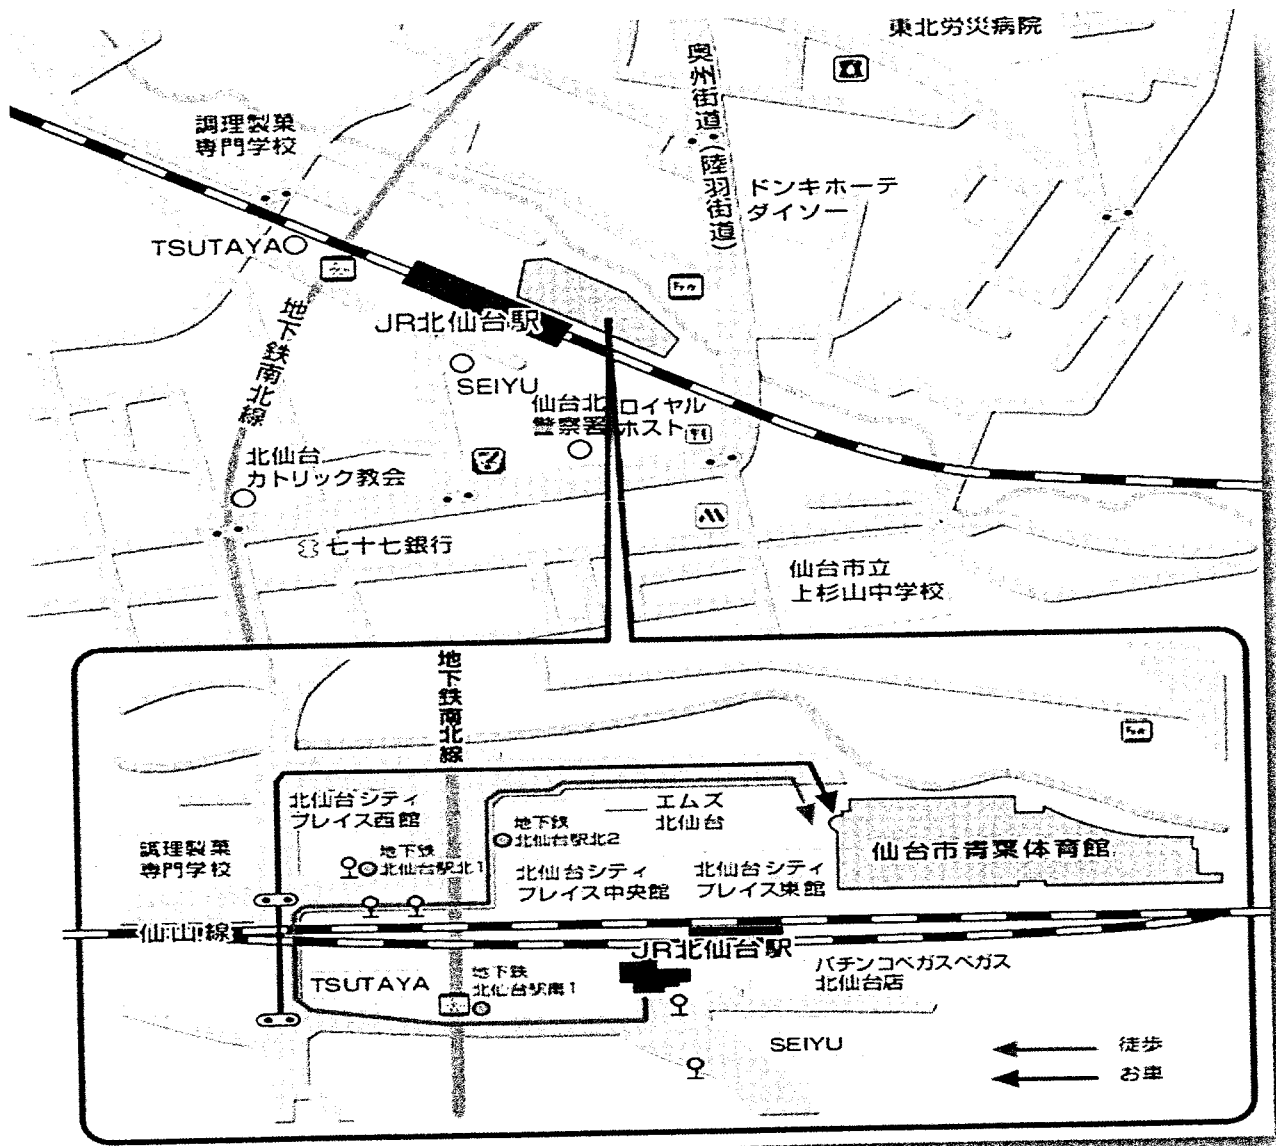 東北労災病院
奥州街道(陸羽街道)
調理製菓
専門学校
ドンキホーテ
ダイソー
TSUTAYA
地下鉄南北線
JR北仙台駅
SEIYU
仙台北
警察署
ロイヤル
ホスト
北仙台
カトリック教会
七十七銀行
仙台市立
上杉山中学校
地下鉄南北線
北仙台シティ
プレイス西館
エムズ
北仙台
地下鉄
北仙台駅北2
調理製菓
専門学校
地下鉄
北仙台駅北1
仙台市青葉体育館
北仙台シティ
プレイス中央館
北仙台シティ
プレイス東館
仙山線
JR北仙台駅
TSUTAYA
地下鉄
北仙台駅南1
パチンコベガスベガス
北仙台店
SEIYU
徒歩
お車